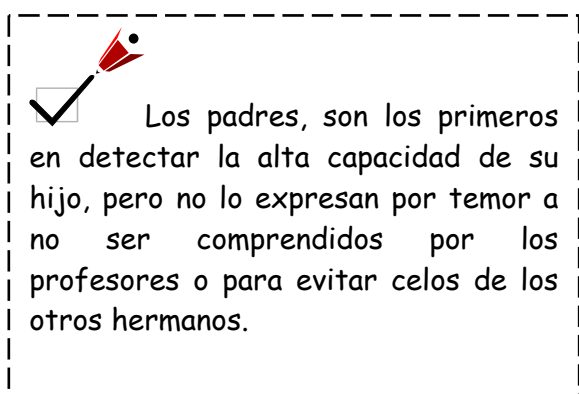 Los padres, son los primeros
en detectar la alta capacidad de su
hijo, pero no lo expresan por temor a
no ser comprendidos por los
profesores o para evitar celos de los
otros hermanos.